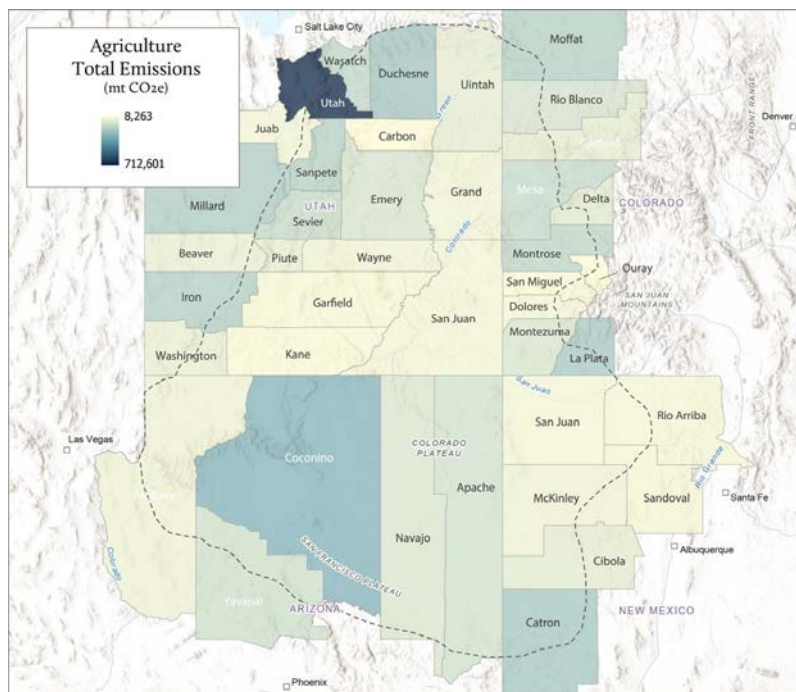 Agriculture
Total Emissions
(mt CO2e)
8,263
712,601
Salt Lake City
Wasatch
Duchesne
Uintah
Moffat
Utah
Green
Rio Blanco
Denver
FRONT RANGE
Juab
Carbon
Garfield
Sanpete
Grand
Mesa
Millard
Emery
Delta
UTAH
COLORADO
Sevier
Colorado
Beaver
Piute
Wayne
Montrose
Ouray
San Miguel
Iron
Garfield
San Juan
Dolores
SAN JUAN
MOUNTAINS
Montezuma
Washington
Kane
La Plata
San Juan
San Juan
Rio Arriba
Las Vegas
COLORADO
PLATEAU
Coconino
Mohave
Apache
Rio Grande
McKinley
Sandoval
Santa Fe
Navajo
SAN FRANCISCO PLATEAU
Albuquerque
Colorado
Cibola
Yavapai
ARIZONA
Catron
NEW MEXICO
Phoenix